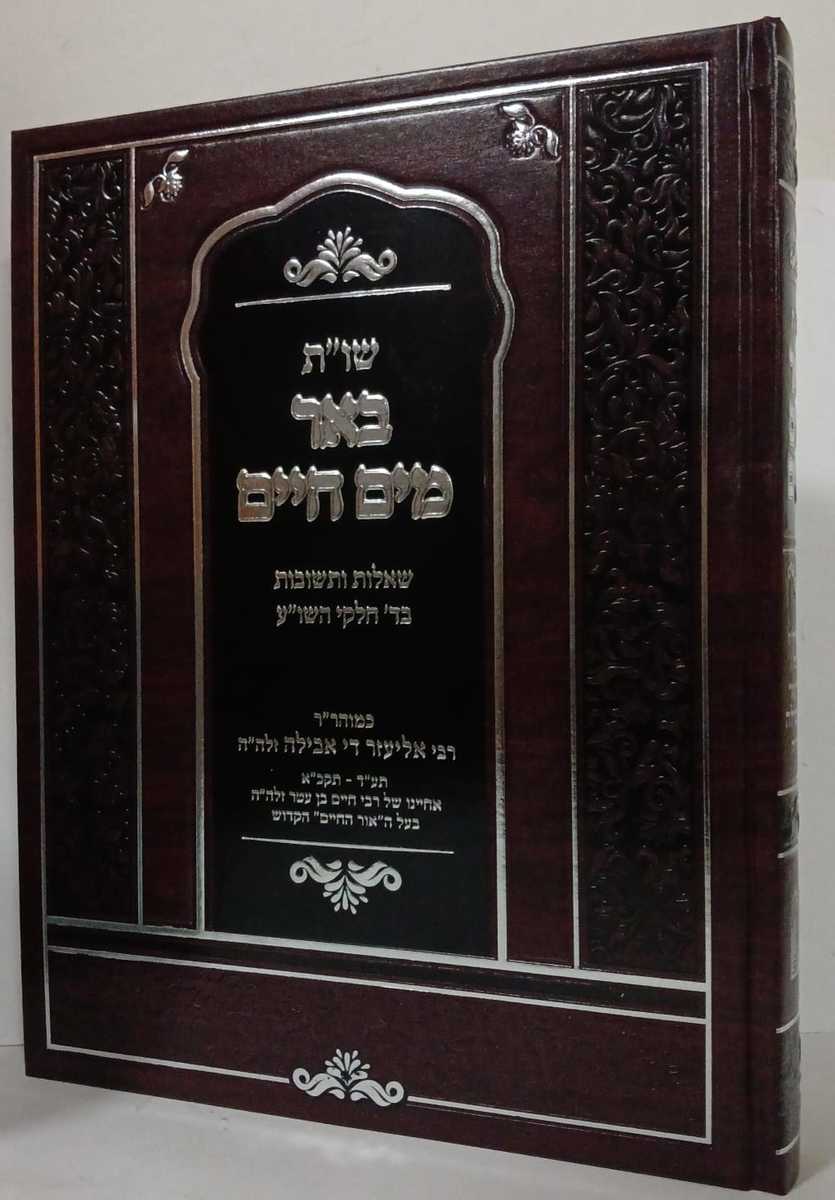 שו"ת
באר
מים חיים
שאלות ותשובות
בד' חלקי השו"ע
כמוהר"ר
רבי אליעזר די אבילה זלה"ה
תע"ד - תקכ"א
אחיינו של רבי חיים בן עטר זלה"ה
בעל ה"אור החיים" הקדוש